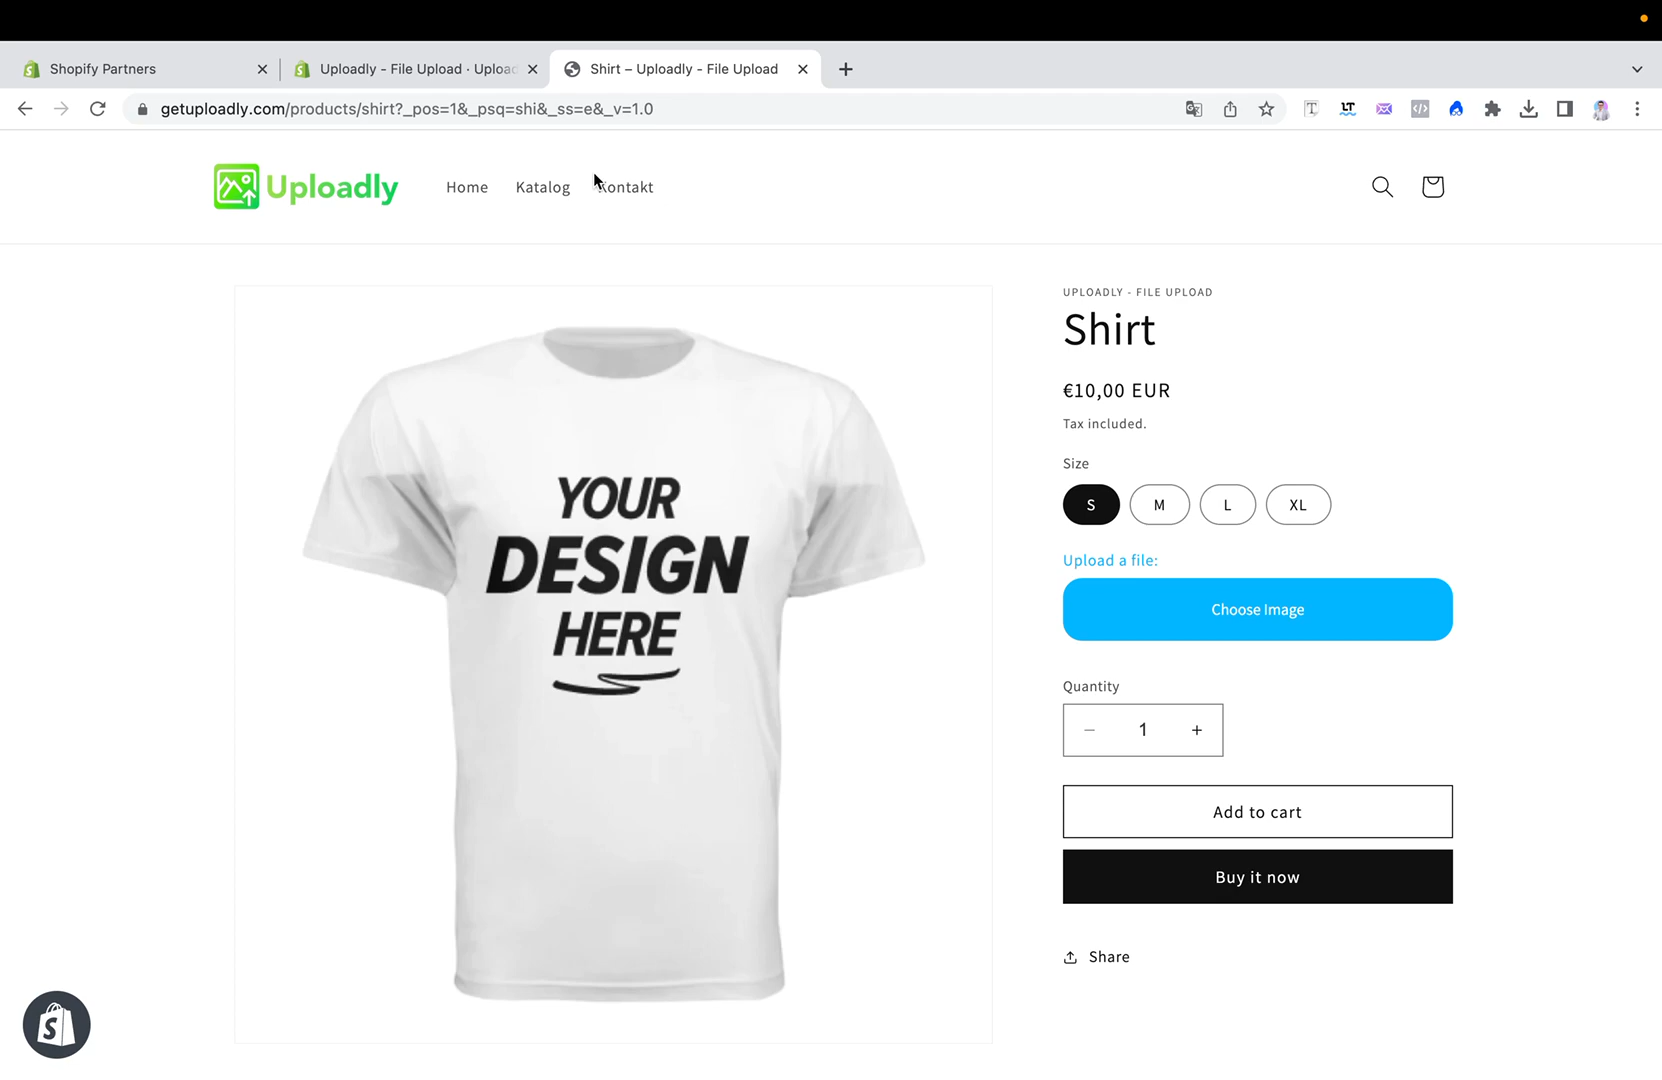 Shopify Partners
Uploadly - File Upload · Uploac
Shirt – Uploadly - File Upload
getuploadly.com/products/shirt?_pos=1&_psq=shi&_ss=e&_v=1.0
Uploadly
Home
Katalog
Kontakt
UPLOADLY - FILE UPLOAD
Shirt
€10,00 EUR
Tax included.
Size
S M L XL
Upload a file:
Choose Image
Quantity
− 1 +
Add to cart
Buy it now
Share
YOUR
DESIGN
HERE